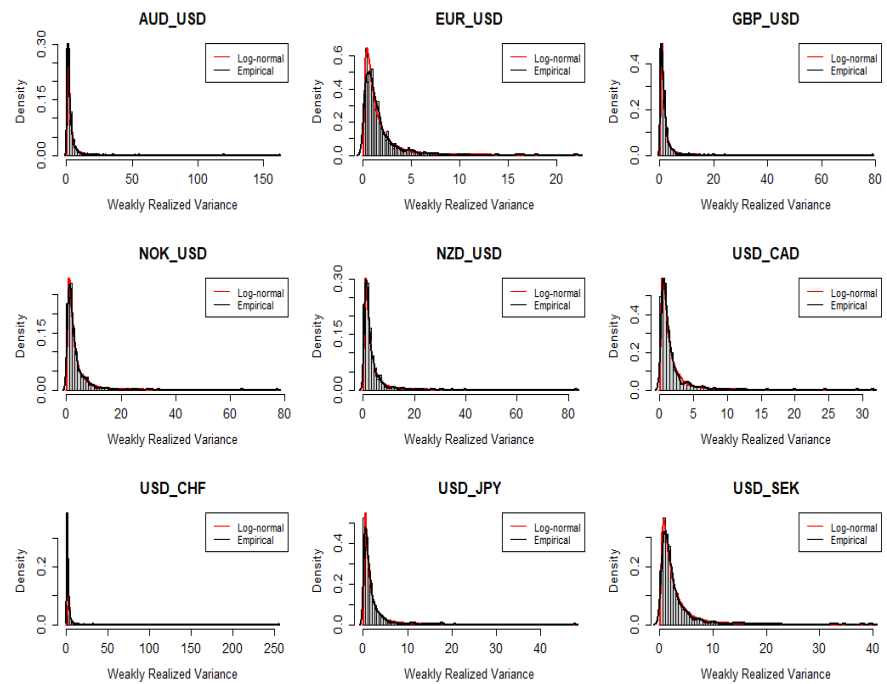 AUD_USD
Density
0.00 0.15 0.30
Log-normal
Empirical
0 50 100 150
Weakly Realized Variance
EUR_USD
Density
0.0 0.2 0.4 0.6
Log-normal
Empirical
0 5 10 15 20
Weakly Realized Variance
GBP_USD
Density
0.0 0.2 0.4
Log-normal
Empirical
0 20 40 60 80
Weakly Realized Variance
NOK_USD
Density
0.00 0.15
Log-normal
Empirical
0 20 40 60 80
Weakly Realized Variance
NZD_USD
Density
0.00 0.15 0.30
Log-normal
Empirical
0 20 40 60 80
Weakly Realized Variance
USD_CAD
Density
0.0 0.2 0.4
Log-normal
Empirical
0 5 10 15 20 25 30
Weakly Realized Variance
USD_CHF
Density
0.0 0.2
Log-normal
Empirical
0 50 100 150 200 250
Weakly Realized Variance
USD_JPY
Density
0.0 0.2 0.4
Log-normal
Empirical
0 10 20 30 40
Weakly Realized Variance
USD_SEK
Density
0.0 0.2
Log-normal
Empirical
0 10 20 30 40
Weakly Realized Variance